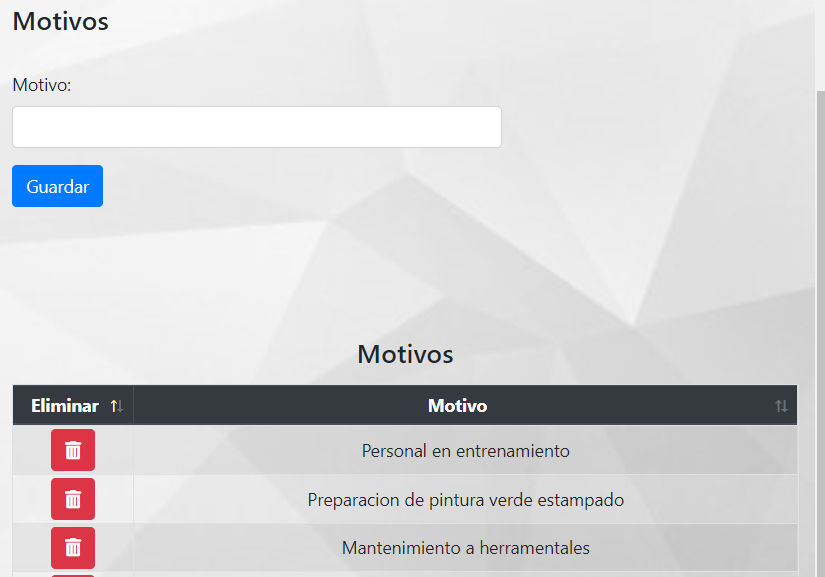 Motivos
Motivo:
Guardar
Motivos
Eliminar Motivo
Personal en entrenamiento
Preparacion de pintura verde estampado
Mantenimiento a herramentales